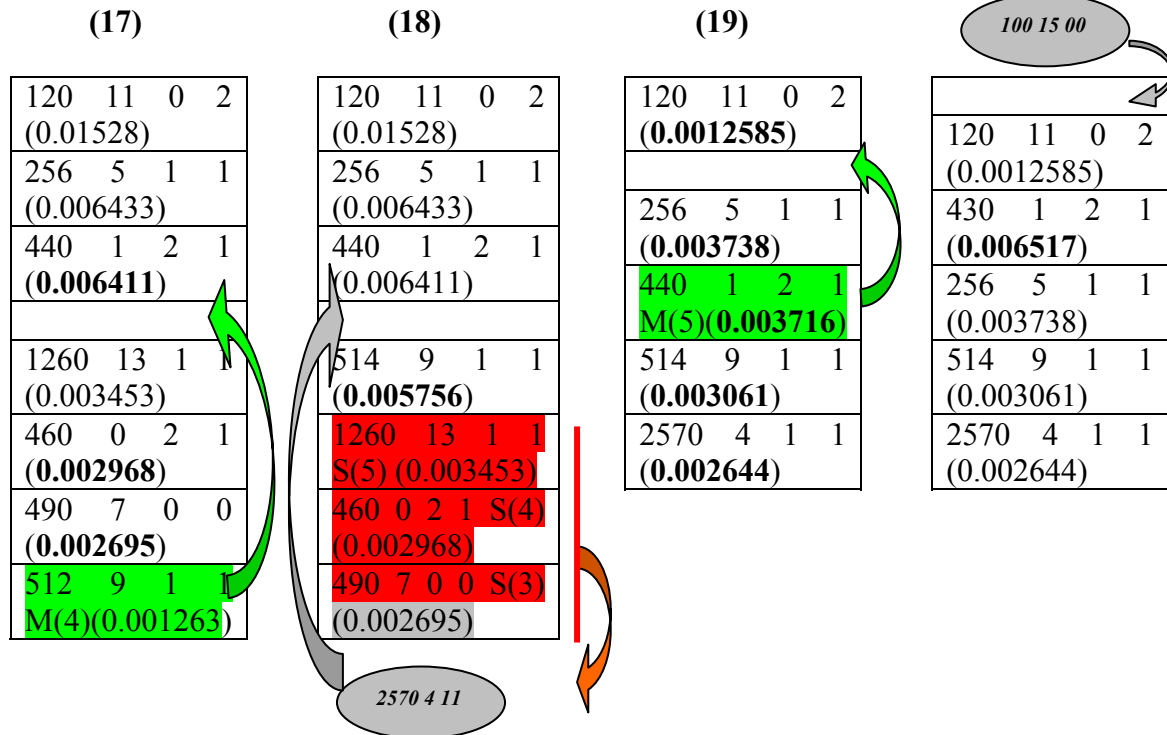 (17)
120 11 0 2
(0.01528)
256 5 1 1
(0.006433)
440 1 2 1
(0.006411)
1260 13 1 1
(0.003453)
460 0 2 1
(0.002968)
490 7 0 0
(0.002695)
512 9 1 1
M(4)(0.001263)
(18)
120 11 0 2
(0.01528)
256 5 1 1
(0.006433)
440 1 2 1
(0.006411)
514 9 1 1
(0.005756)
1260 13 1 1
S(5) (0.003453)
460 0 2 1 S(4)
(0.002968)
490 7 0 0 S(3)
(0.002695)
2570 4 11
(19)
120 11 0 2
(0.0012585)
256 5 1 1
(0.003738)
440 1 2 1
M(5)(0.003716)
514 9 1 1
(0.003061)
2570 4 1 1
(0.002644)
100 15 00
120 11 0 2
(0.0012585)
430 1 2 1
(0.006517)
256 5 1 1
(0.003738)
514 9 1 1
(0.003061)
2570 4 1 1
(0.002644)